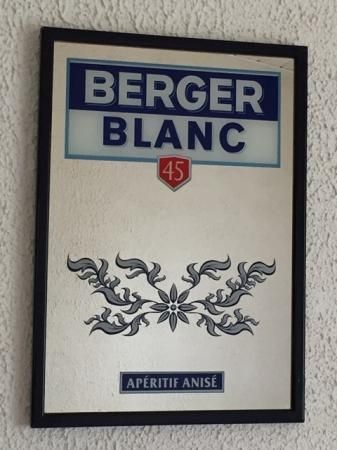 BERGER
BLANC
45
APÉRITIF ANISÉ